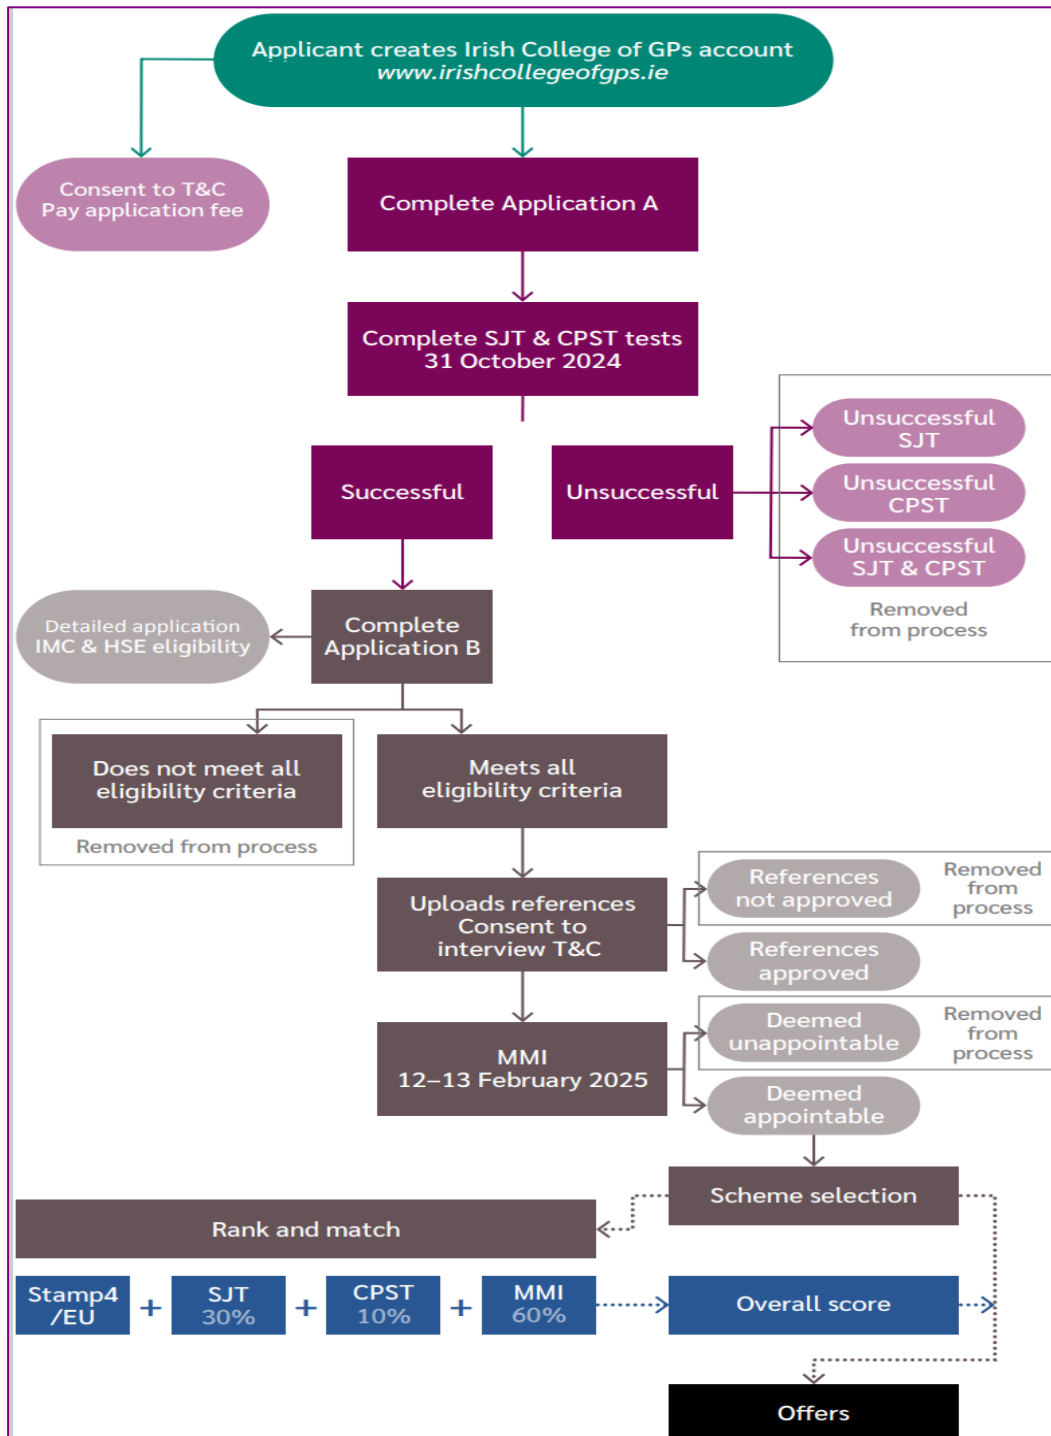 Applicant creates Irish College of GPs account
www.irishcollegeofgps.ie
Consent to T&C
Pay application fee
Complete Application A
Complete SJT & CPST tests
31 October 2024
Successful
Unsuccessful
Unsuccessful
SJT
Unsuccessful
CPST
Unsuccessful
SJT & CPST
Removed
from process
Detailed application
IMC & HSE eligibility
Complete
Application B
Does not meet all
eligibility criteria
Removed from process
Meets all
eligibility criteria
Uploads references
Consent to
interview T&C
References
not approved
Removed
from
process
References
approved
MMI
12–13 February 2025
Deemed
unappointable
Removed
from
process
Deemed
appointable
Scheme selection
Rank and match
Stamp4
/EU
+
SJT
30%
+
CPST
10%
+
MMI
60%
Overall score
Offers